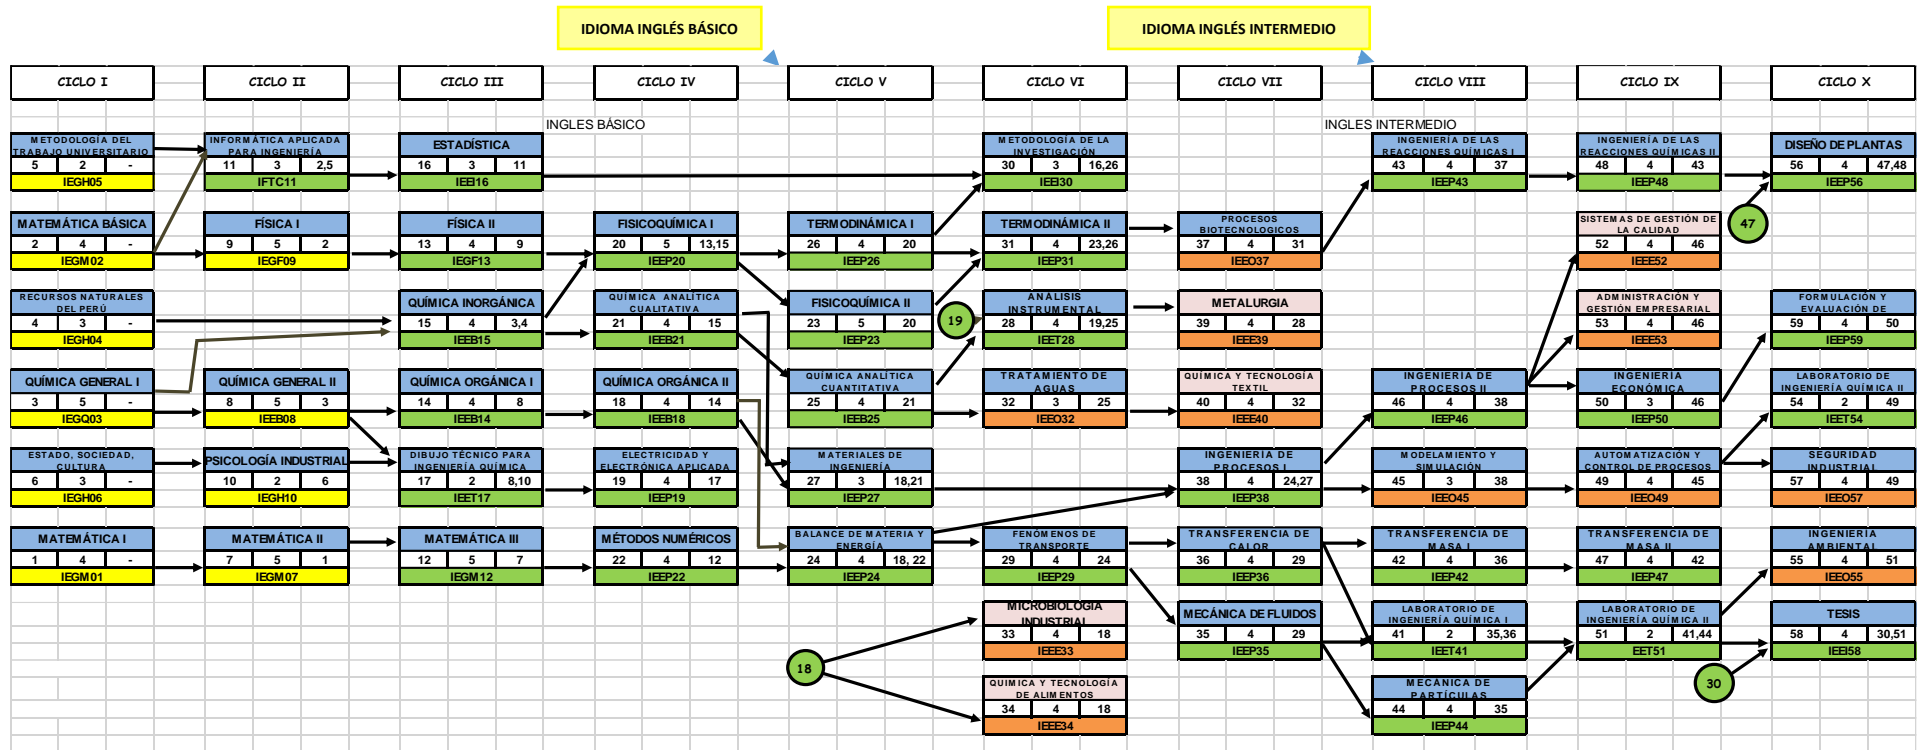 IDIOMA INGLÉS BÁSICO
IDIOMA INGLÉS INTERMEDIO
CICLO I
CICLO II
CICLO III
CICLO IV
CICLO V
CICLO VI
CICLO VII
CICLO VIII
CICLO IX
CICLO X
INGLES BÁSICO
INGLES INTERMEDIO
METODOLOGÍA DEL
TRABAJO UNIVERSITARIO
5 2 -
IEGH05
INFORMÁTICA APLICADA
PARA INGENIERÍA
11 3 2,5
IFTC11
ESTADÍSTICA
16 3 11
IEEI16
METODOLOGÍA DE LA
INVESTIGACIÓN
30 3 16,26
IEEI30
INGENIERÍA DE LAS
REACCIONES QUÍMICAS I
43 4 37
IEEP43
INGENIERÍA DE LAS
REACCIONES QUÍMICAS II
48 4 43
IEEP48
DISEÑO DE PLANTAS
56 4 47,48
IEEP56
MATEMÁTICA BÁSICA
2 4 -
IEGM02
FÍSICA I
9 5 2
IEGF09
FÍSICA II
13 4 9
IEGF13
FISICOQUÍMICA I
20 5 13,15
IEEP20
TERMODINÁMICA I
26 4 20
IEEP26
TERMODINÁMICA II
31 4 23,26
IEEP31
PROCESOS
BIOTECNOLOGICOS
37 4 31
IEEO37
SISTEMAS DE GESTIÓN DE
LA CALIDAD
52 4 46
IEEE52
47
RECURSOS NATURALES
DEL PERÚ
4 3 -
IEGH04
QUÍMICA INORGÁNICA
15 4 3,4
IEEB15
QUÍMICA ANALÍTICA
CUALITATIVA
21 4 15
IEEB21
FISICOQUÍMICA II
23 5 20
IEEP23
19
ANÁLISIS
INSTRUMENTAL
28 4 19,25
IEET28
METALURGIA
39 4 28
IEEE39
ADMINISTRACIÓN Y
GESTIÓN EMPRESARIAL
53 4 46
IEEE53
FORMULACIÓN Y
EVALUACIÓN DE
59 4 50
IEEP59
QUÍMICA GENERAL I
3 5 -
IEGQ03
QUÍMICA GENERAL II
8 5 3
IEEB08
QUÍMICA ORGÁNICA I
14 4 8
IEEB14
QUÍMICA ORGÁNICA II
18 4 14
IEEB18
QUÍMICA ANALÍTICA
CUANTITATIVA
25 4 21
IEEB25
TRATAMIENTO DE
AGUAS
32 3 25
IEEO32
QUÍMICA Y TECNOLOGÍA
TEXTIL
40 4 32
IEEE40
INGENIERÍA DE
PROCESOS II
46 4 38
IEEP46
INGENIERÍA
ECONÓMICA
50 3 46
IEEP50
LABORATORIO DE
INGENIERÍA QUÍMICA II
54 2 49
IEET54
ESTADO, SOCIEDAD,
CULTURA
6 3 -
IEGH06
PSICOLOGÍA INDUSTRIAL
10 2 6
IEGH10
DIBUJO TÉCNICO PARA
INGENIERÍA QUÍMICA
17 2 8,10
IEET17
ELECTRICIDAD Y
ELECTRÓNICA APLICADA
19 4 17
IEEP19
MATERIALES DE
INGENIERÍA
27 3 18,21
IEEP27
INGENIERÍA DE
PROCESOS I
38 4 24,27
IEEP38
MODELAMIENTO Y
SIMULACIÓN
45 3 38
IEEO45
AUTOMATIZACIÓN Y
CONTROL DE PROCESOS
49 4 45
IEEO49
SEGURIDAD
INDUSTRIAL
57 4 49
IEEO57
MATEMÁTICA I
1 4 -
IEGM01
MATEMÁTICA II
7 5 1
IEGM07
MATEMÁTICA III
12 5 7
IEGM12
MÉTODOS NUMÉRICOS
22 4 12
IEEP22
BALANCE DE MATERIA Y
ENERGÍA
24 4 18, 22
IEEP24
FENÓMENOS DE
TRANSPORTE
29 4 24
IEEP29
TRANSFERENCIA DE
CALOR
36 4 29
IEEP36
TRANSFERENCIA DE
MASA I
42 4 36
IEEP42
TRANSFERENCIA DE
MASA II
47 4 42
IEEP47
INGENIERÍA
AMBIENTAL
55 4 51
IEEO55
MICROBIOLOGÍA
INDUSTRIAL
33 4 18
IEEE33
MECÁNICA DE FLUIDOS
35 4 29
IEEP35
LABORATORIO DE
INGENIERÍA QUÍMICA I
41 2 35,36
IEET41
LABORATORIO DE
INGENIERÍA QUÍMICA II
51 2 41,44
EET51
TESIS
58 4 30,51
IEEI58
18
30
QUIMICA Y TECNOLOGÍA
DE ALIMENTOS
34 4 18
IEEE34
MECÁNICA DE
PARTÍCULAS
44 4 35
IEEP44